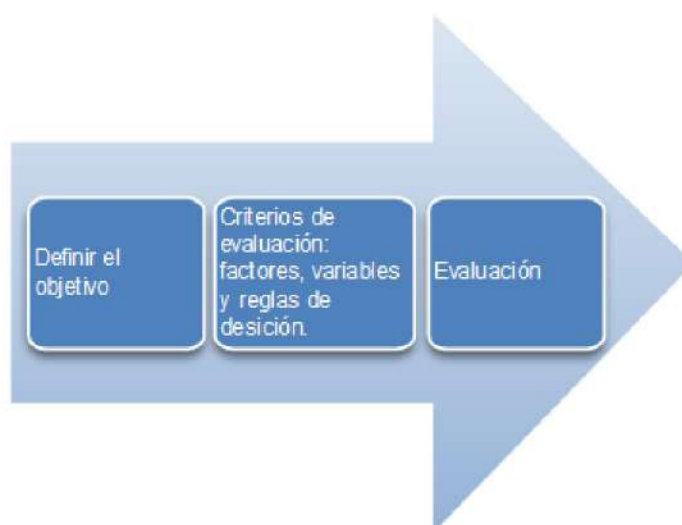 Definir el
objetivo
Criterios de
evaluación:
factores, variables
y reglas de
desición.
Evaluación